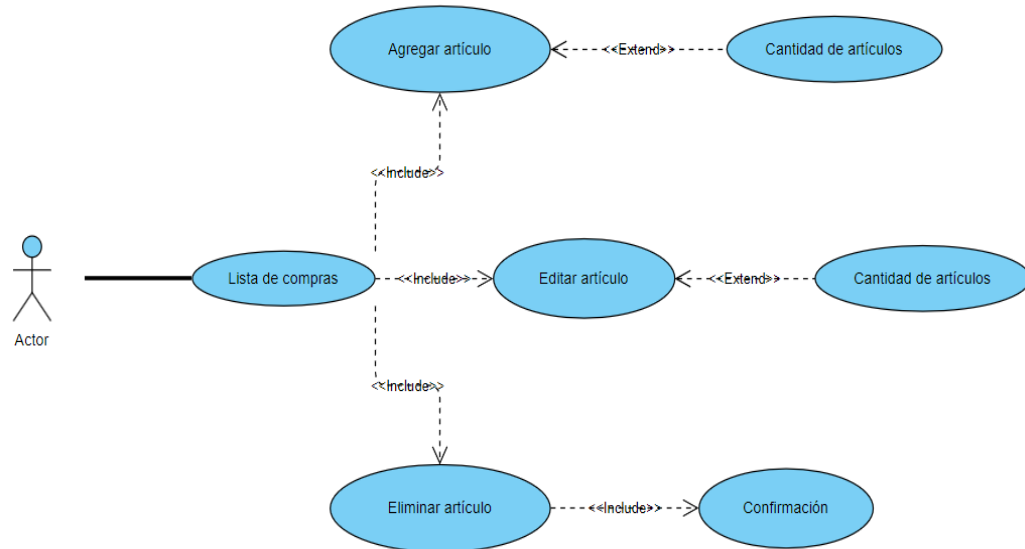 Agregar artículo
<<Extend>>
Cantidad de artículos
<<Include>>
Actor
Lista de compras
<<Include>>
Editar artículo
<<Extend>>
Cantidad de artículos
<<Include>>
Eliminar artículo
<<Include>>
Confirmación